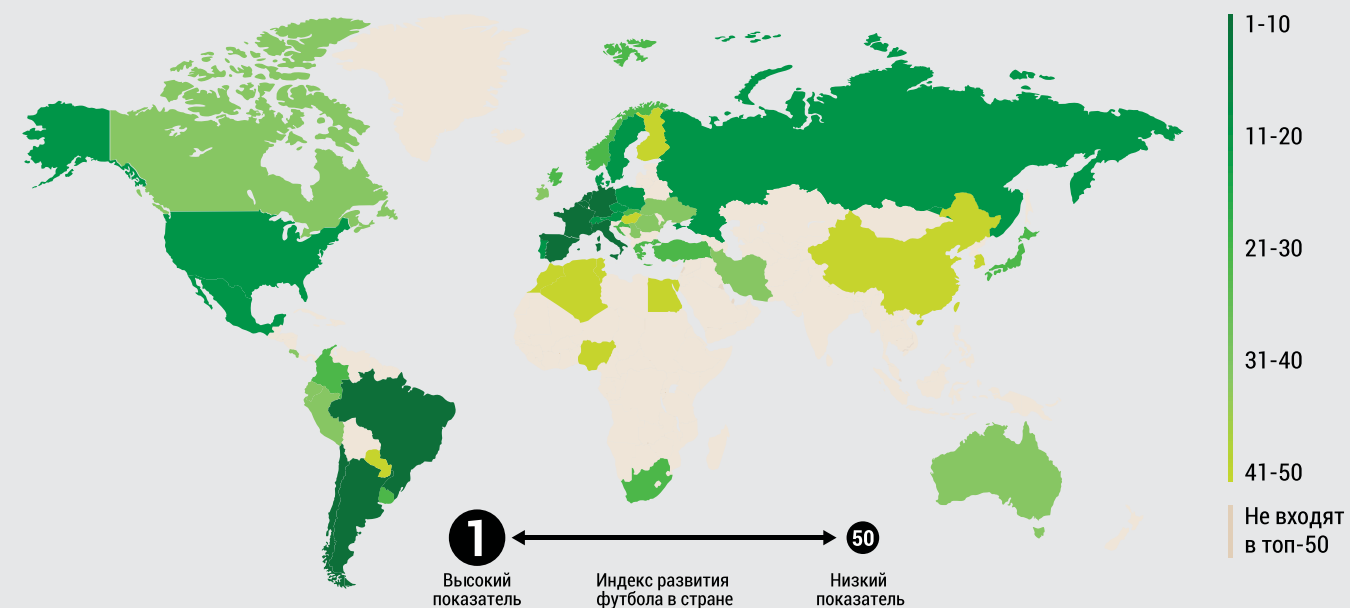 1-10
11-20
21-30
31-40
41-50
Не входят
в топ-50
1
50
Высокий
показатель
Индекс развития
футбола в стране
Низкий
показатель